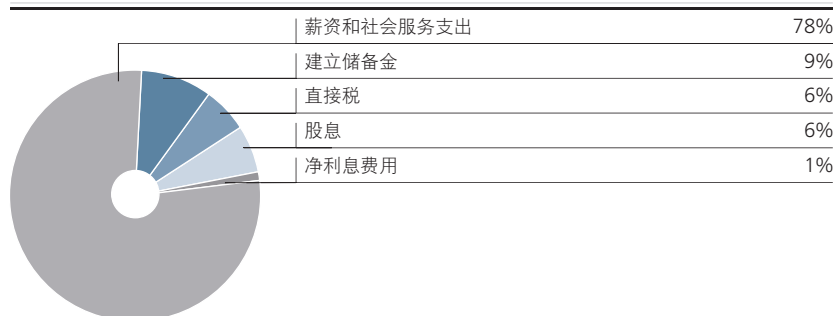 薪资和社会服务支出 78%
建立储备金 9%
直接税 6%
股息 6%
净利息费用 1%